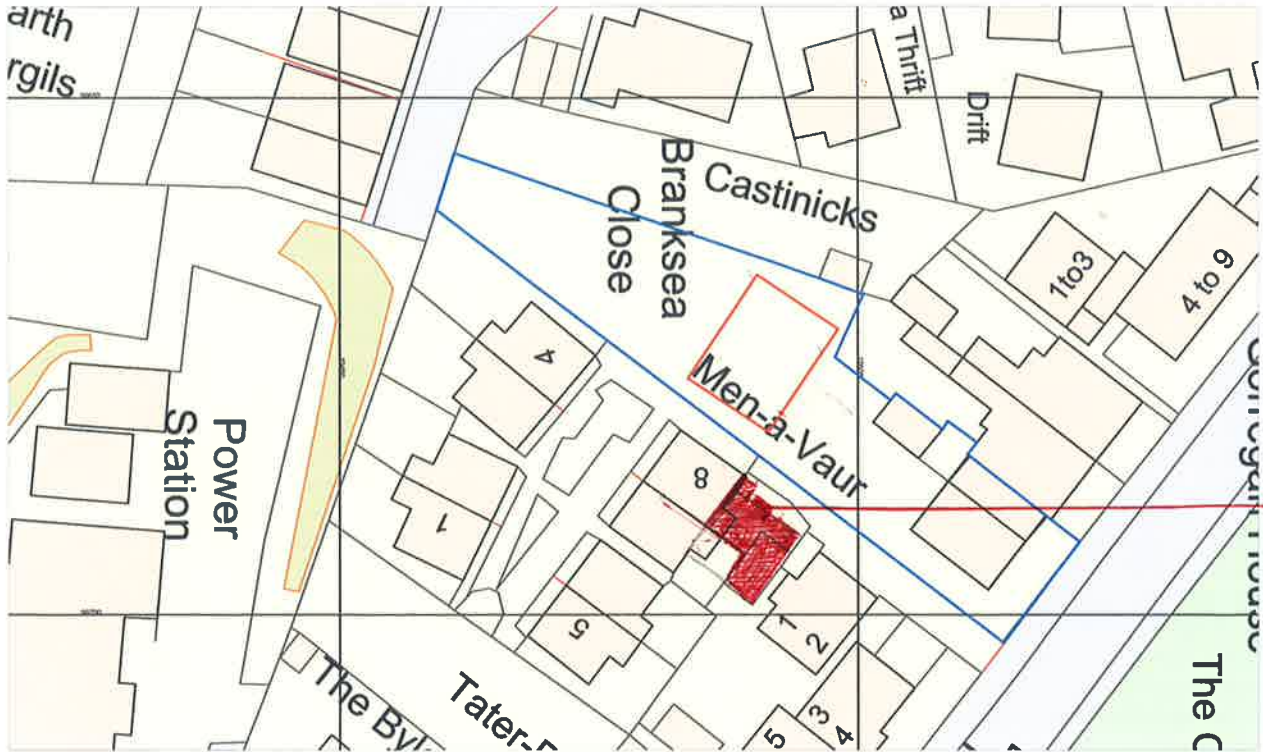 arth
rgils
a Thrift
Drift
Branksea
Close
Castinicks
1to3
4 to 9
Men-a-Vaur
4
8
1
5
1
2
3
4
5
Power
Station
The Byl
Tater-
The C